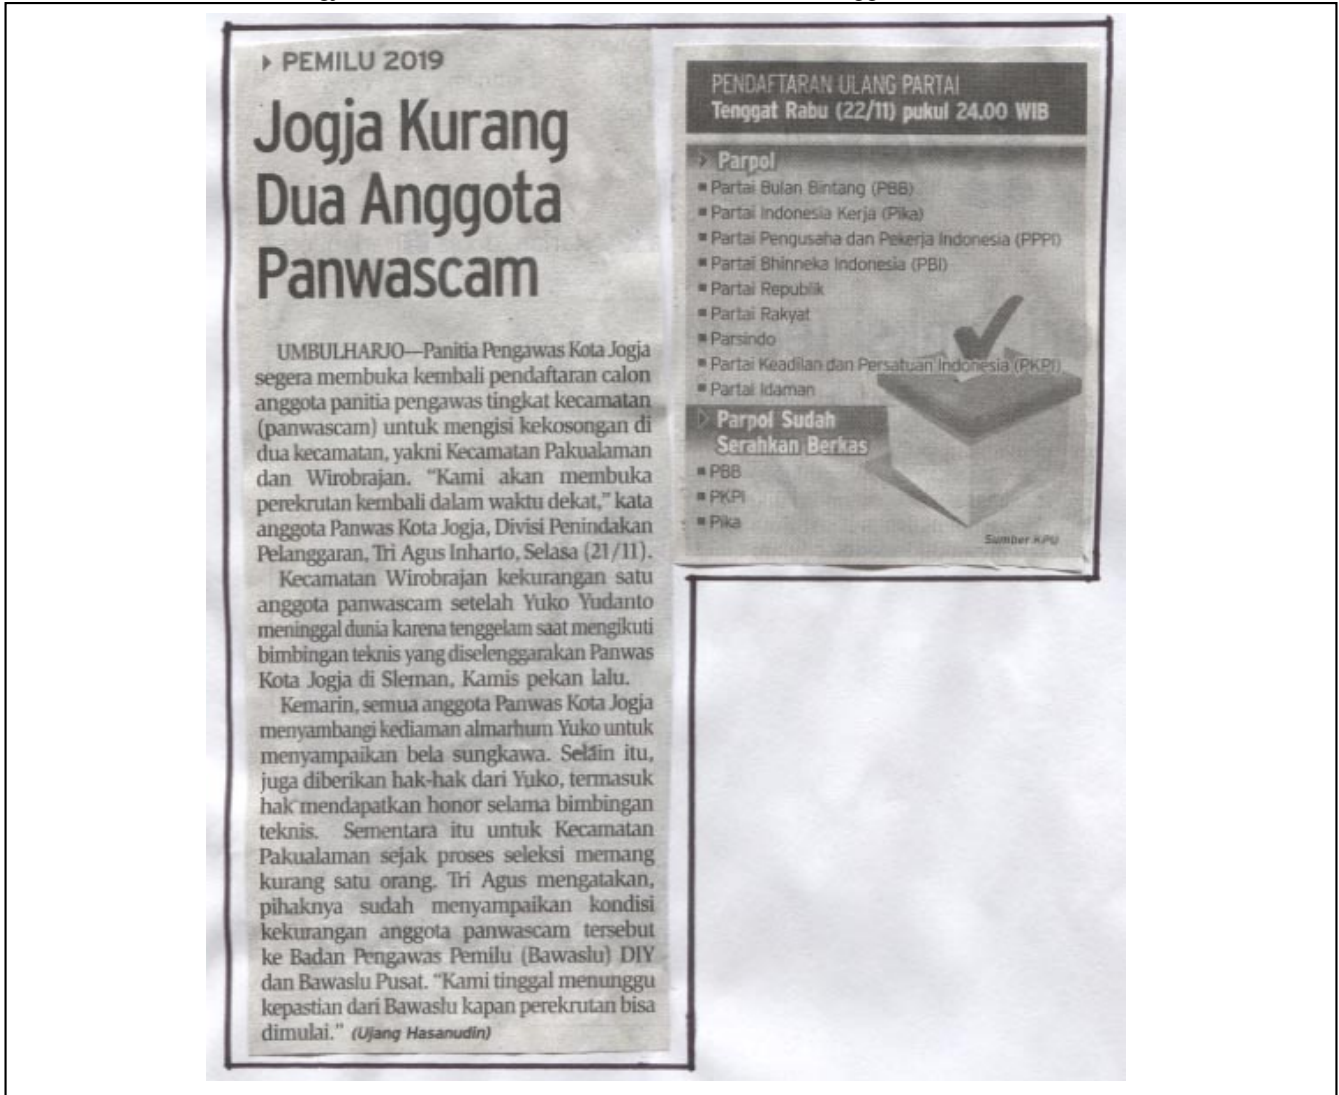 PEMILU 2019
Jogja Kurang
Dua Anggota
Panwascam
UMBULHARJO—Panitia Pengawas Kota Jogja
segera membuka kembali pendaftaran calon
anggota panitia pengawas tingkat kecamatan
(panwascam) untuk mengisi kekosongan di
dua kecamatan, yakni Kecamatan Pakualaman
dan Wirobrajan. “Kami akan membuka
perekrutan kembali dalam waktu dekat,” kata
anggota Panwas Kota Jogja, Divisi Penindakan
Pelanggaran, Tri Agus Inharto, Selasa (21/11).
Kecamatan Wirobrajan kekurangan satu
anggota panwascam setelah Yuko Yudanto
meninggal dunia karena tenggelam saat mengikuti
bimbingan teknis yang diselenggarakan Panwas
Kota Jogja di Sleman, Kamis pekan lalu.
Kemarin, semua anggota Panwas Kota Jogja
menyambangi kediaman almarhum Yuko untuk
menyampaikan bela sungkawa. Selain itu,
juga diberikan hak-hak dari Yuko, termasuk
hak mendapatkan honor selama bimbingan
teknis. Sementara itu untuk Kecamatan
Pakualaman sejak proses seleksi memang
kurang satu orang. Tri Agus mengatakan,
pihaknya sudah menyampaikan kondisi
kekurangan anggota panwascam tersebut
ke Badan Pengawas Pemilu (Bawaslu) DIY
dan Bawaslu Pusat. “Kami tinggal menunggu
kepastian dari Bawaslu kapan perekrutan bisa
dimulai.” (Ujang Hasanudin)
PENDAFTARAN ULANG PARTAI
Tenggat Rabu (22/11) pukul 24.00 WIB
Parpol
Partai Bulan Bintang (PBB)
Partai Indonesia Kerja (Pika)
Partai Pengusaha dan Pekerja Indonesia (PPPI)
Partai Bhinneka Indonesia (PBI)
Partai Republik
Partai Rakyat
Parsindo
Partai Keadilan dan Persatuan Indonesia (PKPI)
Partai Idaman
Parpol Sudah
Serahkan Berkas
PBB
PKPI
Pika
Sumber KPU